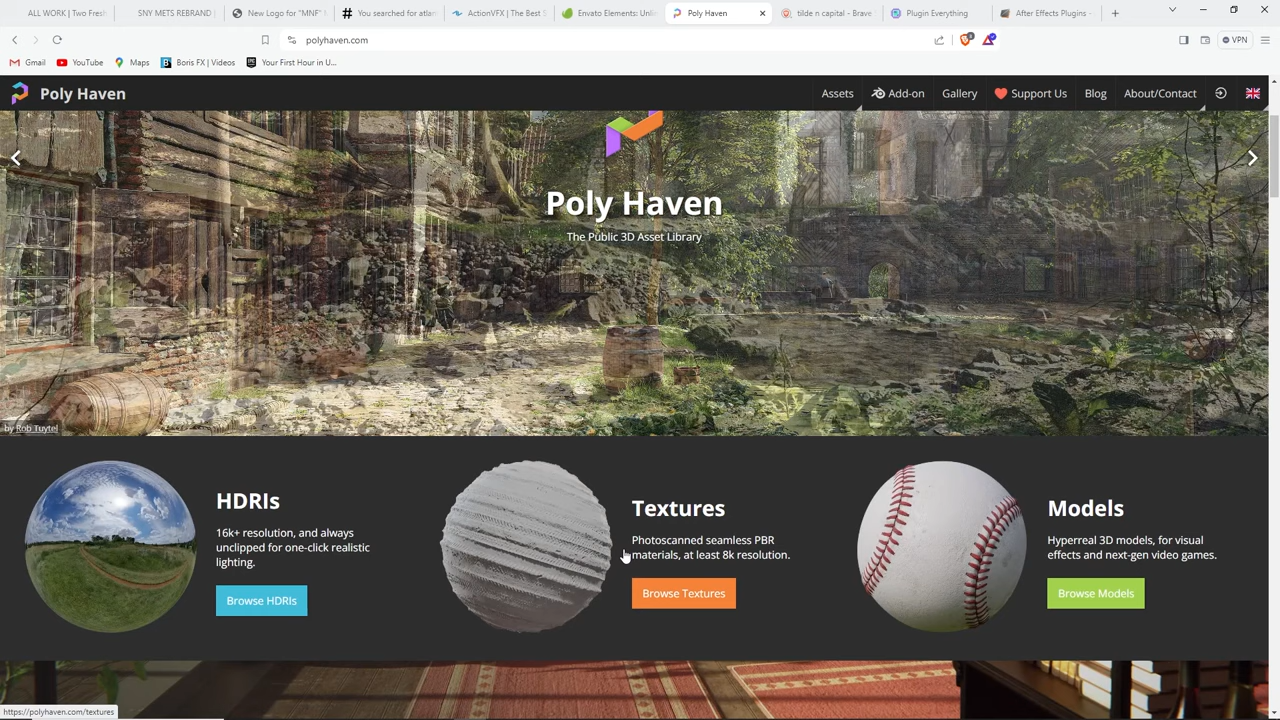 ALL WORK | Two Fresh
SNY METS REBRAND |
New Logo for "MNF"
You searched for atlan
ActionVFX | The Best S
Envato Elements: Unlim
Poly Haven
tilde n capital - Brave
Plugin Everything
After Effects Plugins -
polyhaven.com
VPN
Gmail
YouTube
Maps
Boris FX | Videos
Your First Hour in U...
Poly Haven
Assets
Add-on
Gallery
Support Us
Blog
About/Contact
Poly Haven
The Public 3D Asset Library
by Rob Tuytel
HDRIs
16k+ resolution, and always
unclipped for one-click realistic
lighting.
Browse HDRIs
Textures
Photoscanned seamless PBR
materials, at least 8k resolution.
Browse Textures
Models
Hyperreal 3D models, for visual
effects and next-gen video games.
Browse Models
https://polyhaven.com/textures